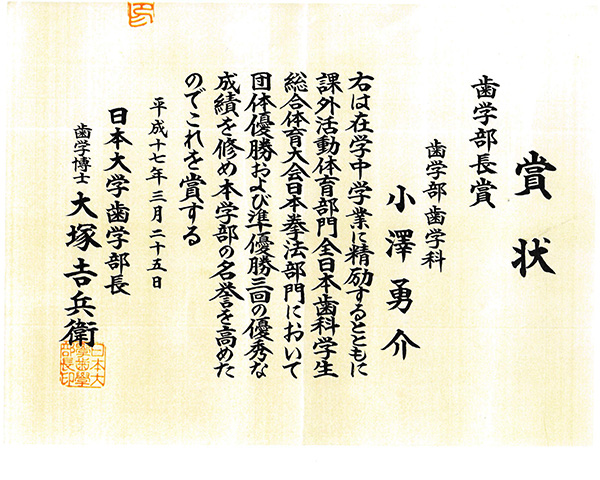 賞状
歯学部長賞
歯学部歯学科
小澤勇介
右は在学中学業に精励するとともに
課外活動体育部門全日本歯科学生
総合体育大会日本拳法部門において
団体優勝および準優勝三回の優秀な
成績を修め本学部の名誉を高めた
のでこれを賞する
平成十七年三月二十五日
日本大学歯学部長
歯学博士 大塚吉兵衛
日本大
學歯學
部長印